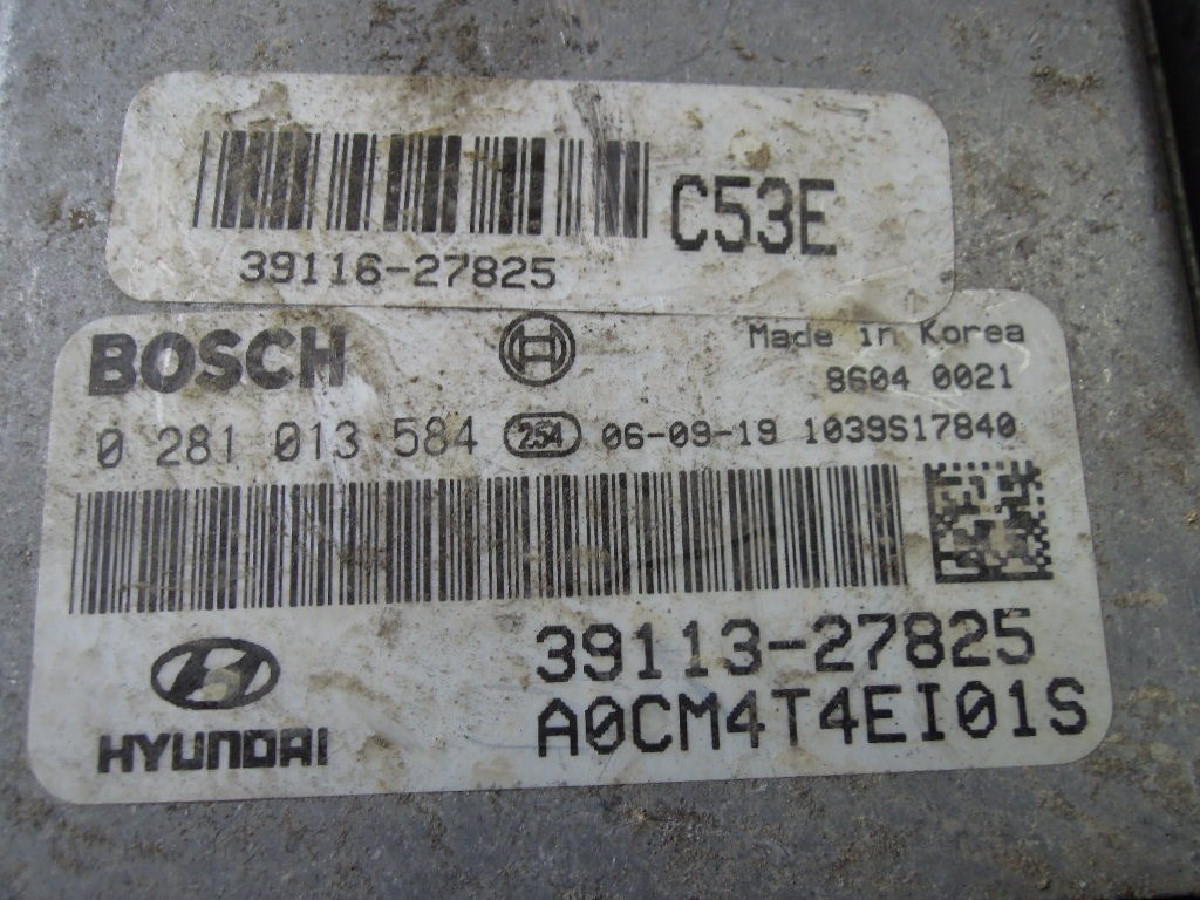 C53E
39116-27825
BOSCH
Made in Korea
8604 0021
0 281 013 584 254 06-09-19 1039S17840
39113-27825
HYUNDAI
A0CM4T4EI01S